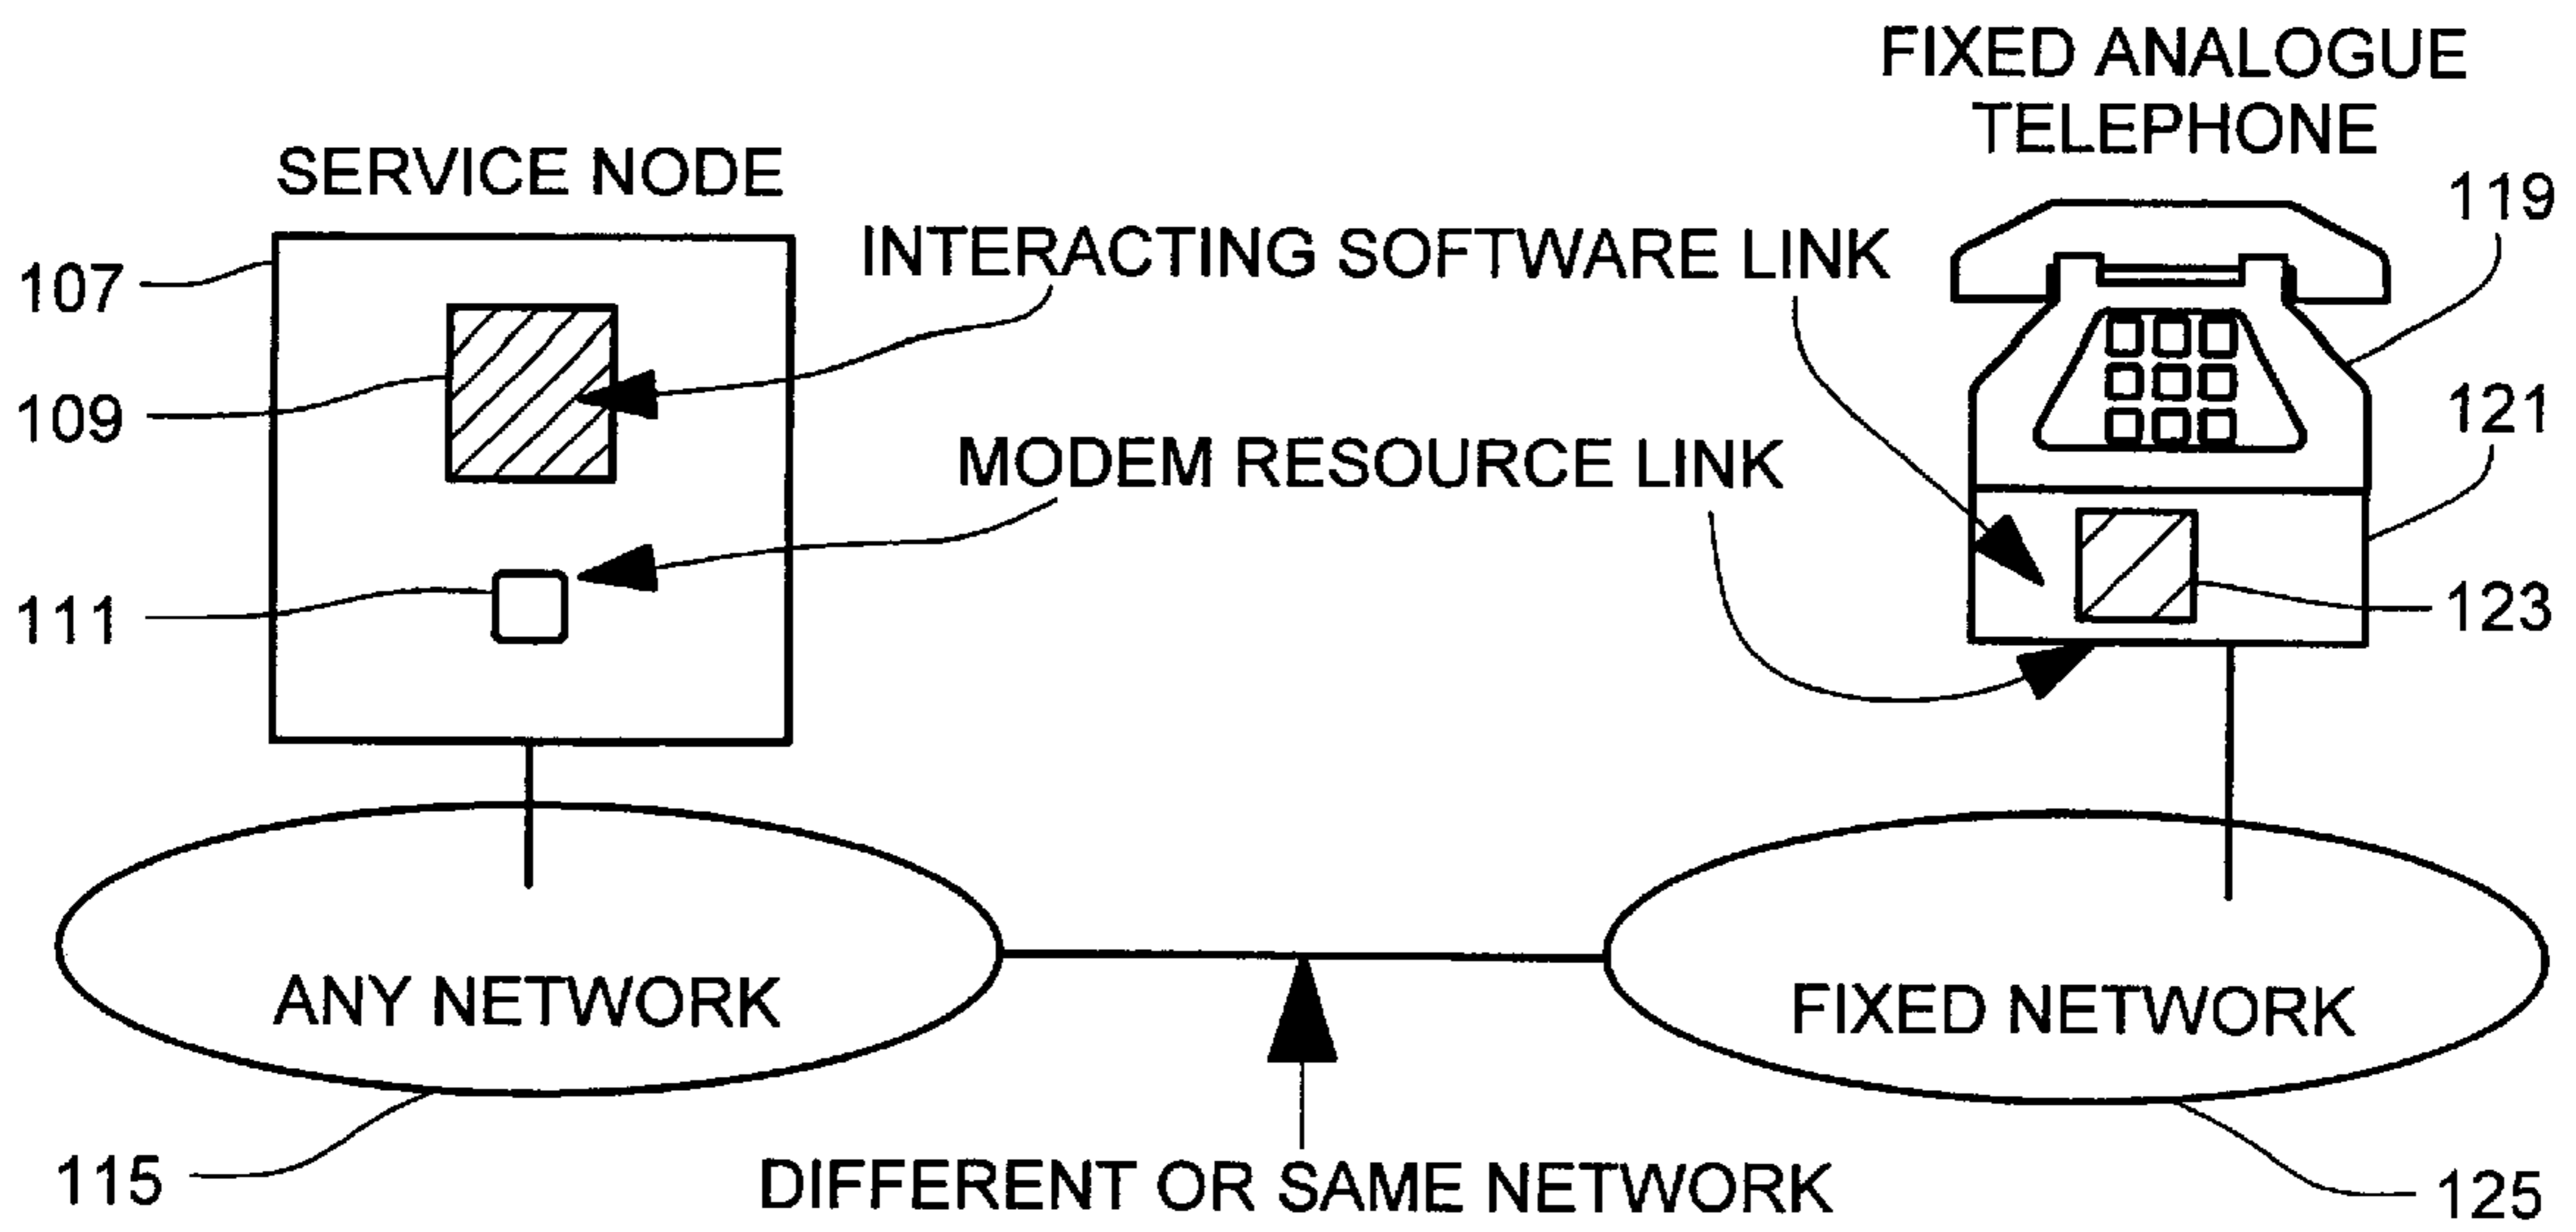 FIXED ANALOGUE
TELEPHONE
SERVICE NODE
119
INTERACTING SOFTWARE LINK
107
109
121
MODEM RESOURCE LINK
111
123
ANY NETWORK
FIXED NETWORK
115
DIFFERENT OR SAME NETWORK
125